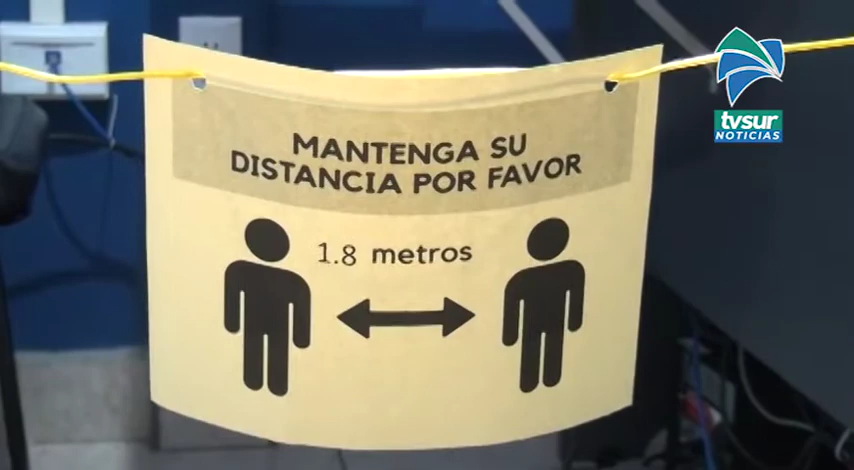 tvsur
NOTICIAS
MANTENGA SU
DISTANCIA POR FAVOR
1.8 metros